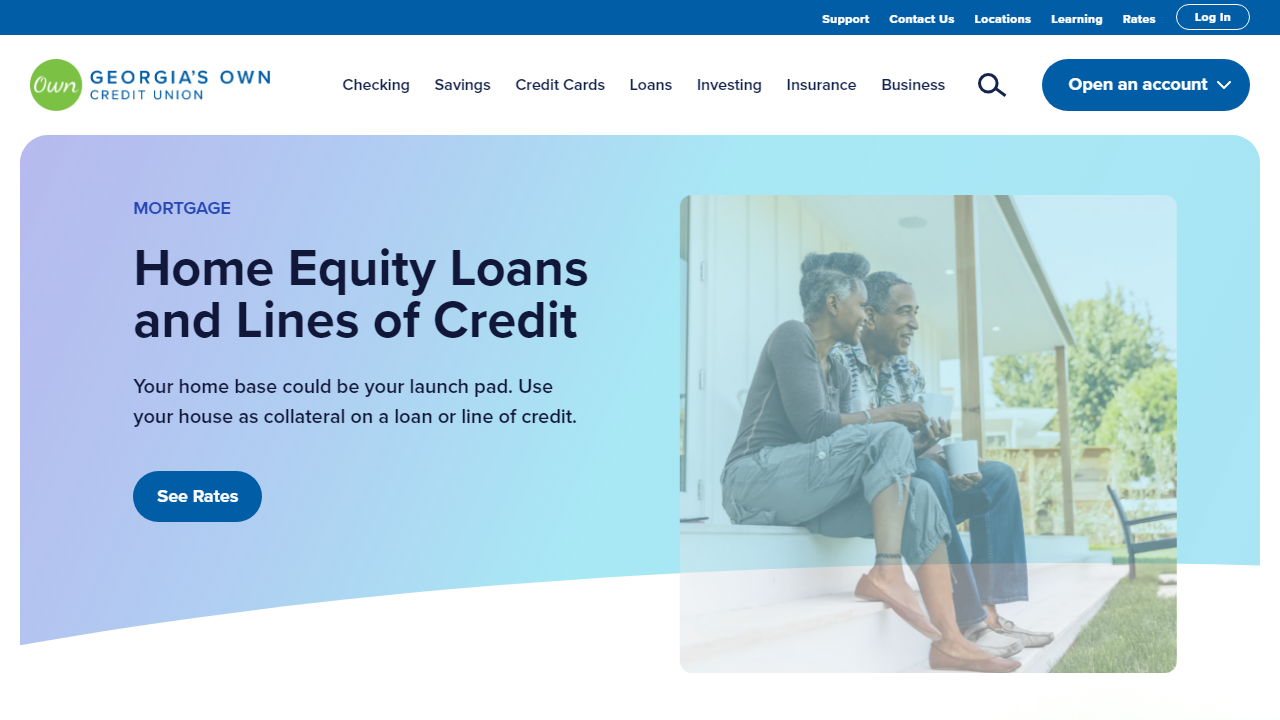 Support
Contact Us
Locations
Learning
Rates
Log In
Own
GEORGIA'S OWN
CREDIT UNION
Checking
Savings
Credit Cards
Loans
Investing
Insurance
Business
Open an account
MORTGAGE
Home Equity Loans
and Lines of Credit
Your home base could be your launch pad. Use
your house as collateral on a loan or line of credit.
See Rates